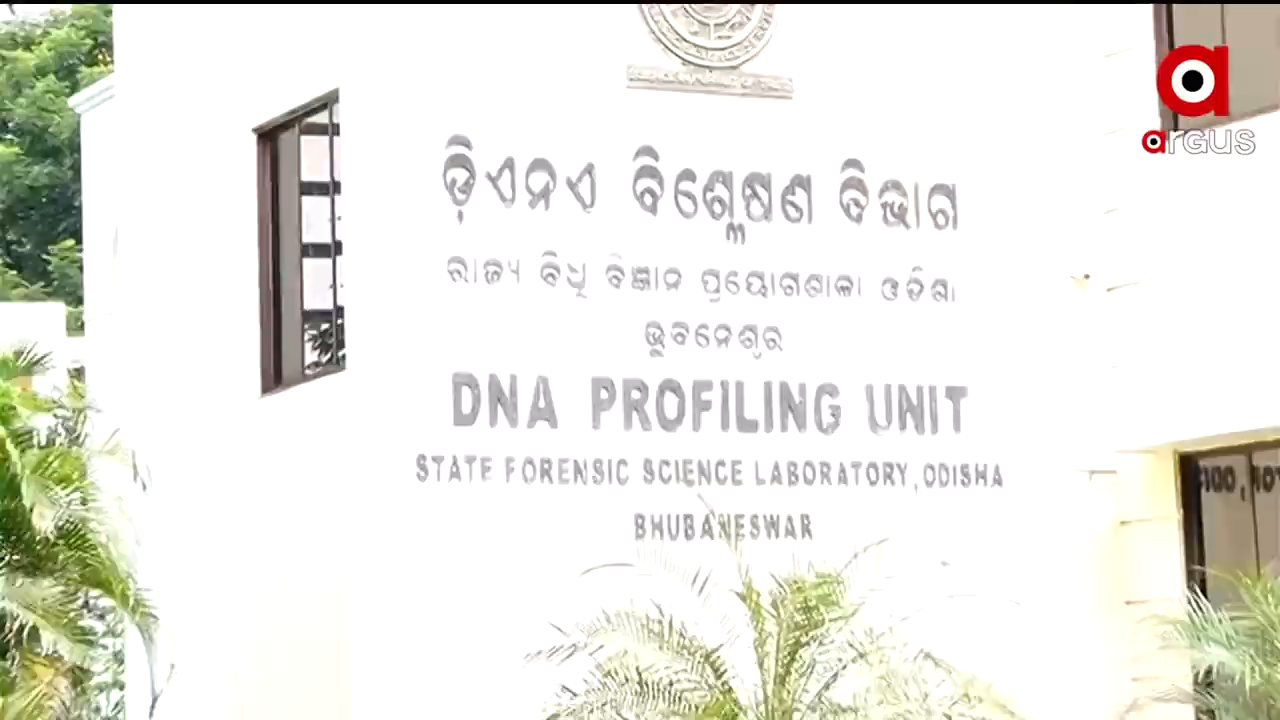 argus
ଡ଼ିଏନଏ ବିଶ୍ଳେଷଣ ବିଭାଗ
ରାଜ୍ୟ ବିଧି ବିଜ୍ଞାନ ପ୍ରୟୋଗଶାଳା ଓଡିଶା
ଭୁବନେଶ୍ୱର
DNA PROFILING UNIT
STATE FORENSIC SCIENCE LABORATORY, ODISHA
BHUBANESWAR